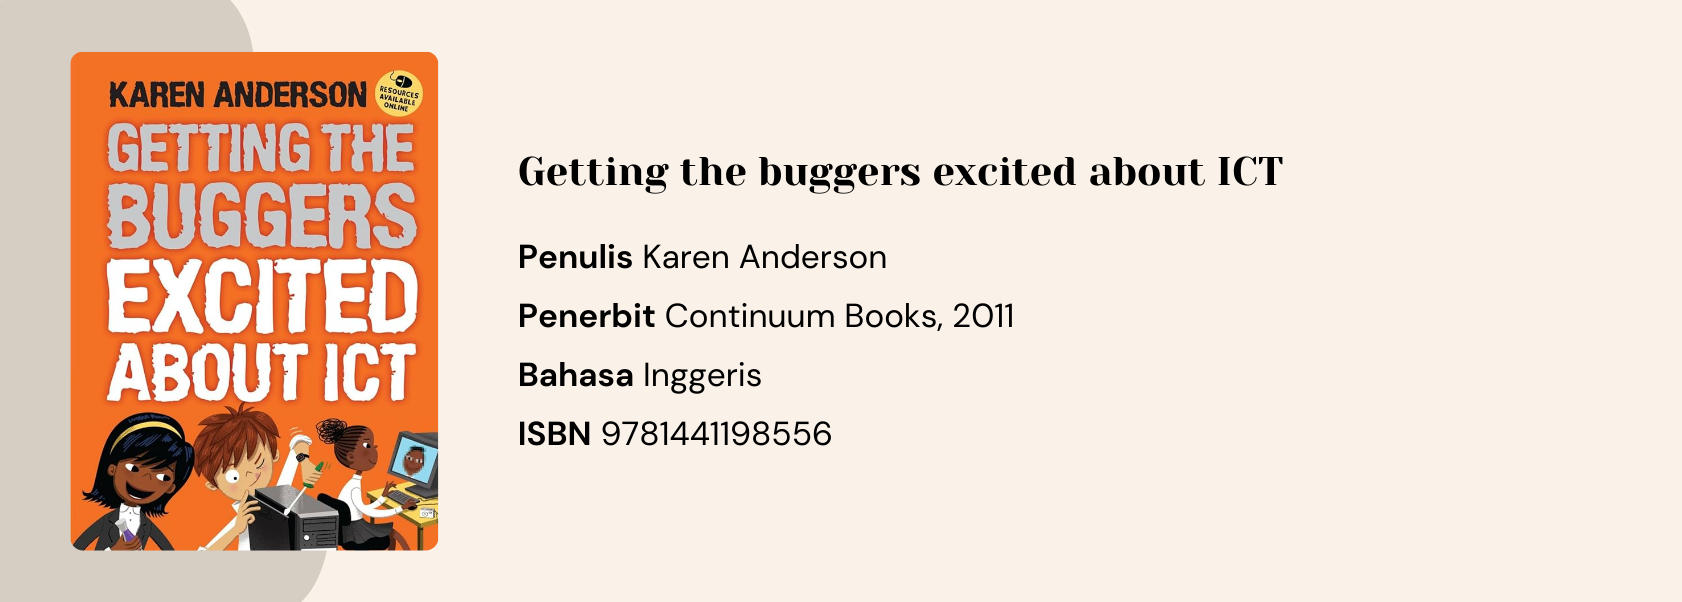 KAREN ANDERSON
RESOURCES
AVAILABLE
ONLINE
GETTING THE
BUGGERS
EXCITED
ABOUT ICT
Getting the buggers excited about ICT
Penulis Karen Anderson
Penerbit Continuum Books, 2011
Bahasa Inggeris
ISBN 9781441198556